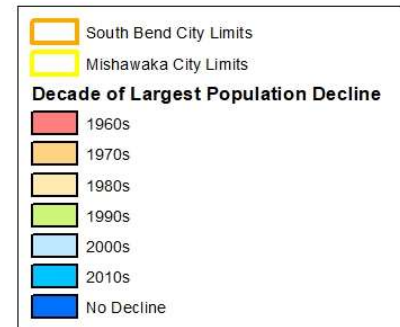 South Bend City Limits
Mishawaka City Limits
Decade of Largest Population Decline
1960s
1970s
1980s
1990s
2000s
2010s
No Decline